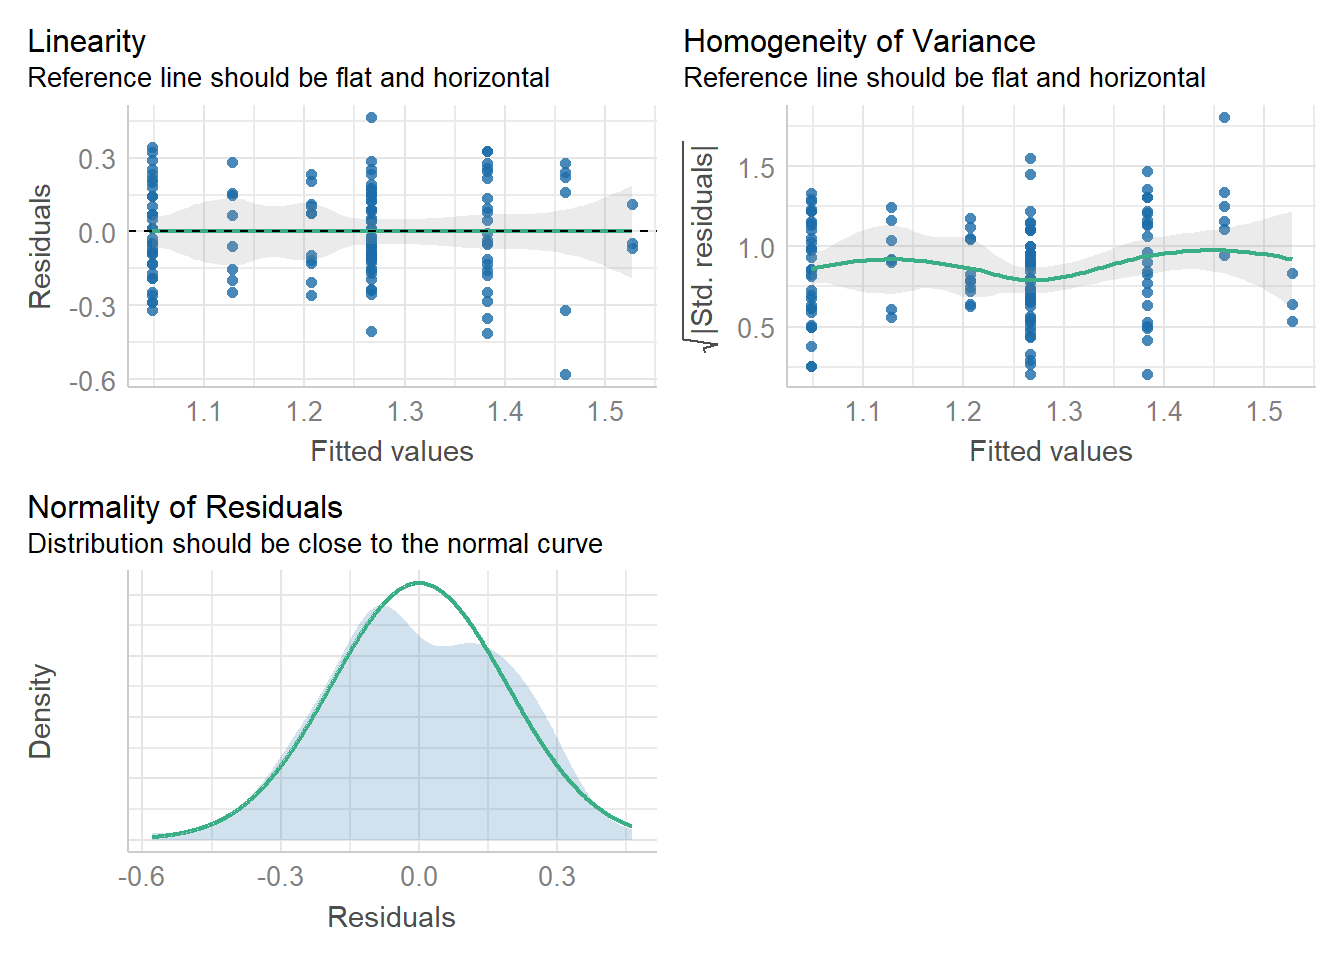 Linearity
Reference line should be flat and horizontal
Residuals
0.3
0.0
-0.3
-0.6
1.1 1.2 1.3 1.4 1.5
Fitted values
Homogeneity of Variance
Reference line should be flat and horizontal
√|Std. residuals|
1.5
1.0
0.5
1.1 1.2 1.3 1.4 1.5
Fitted values
Normality of Residuals
Distribution should be close to the normal curve
Density
-0.6 -0.3 0.0 0.3
Residuals